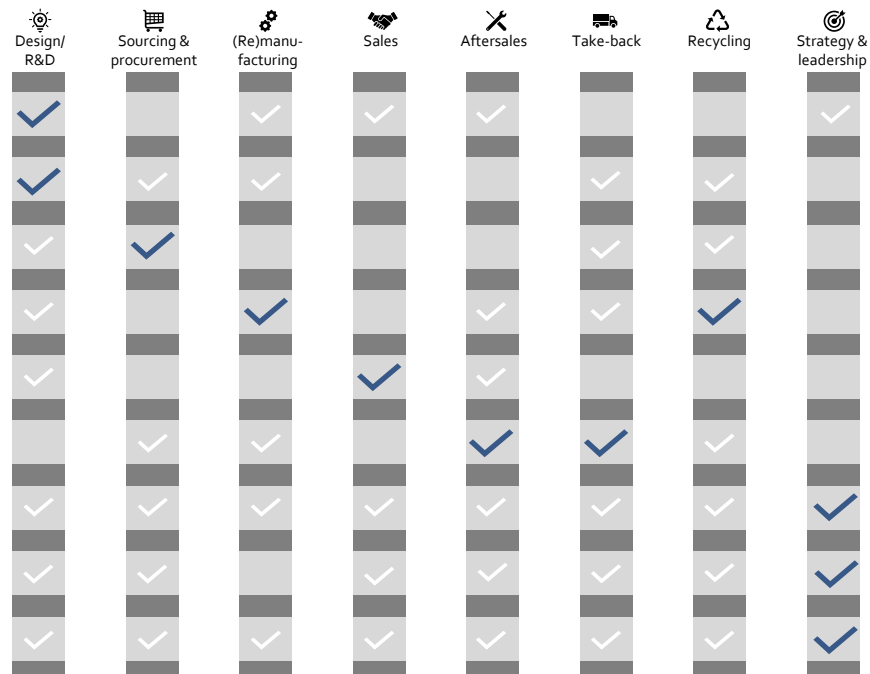 Design/
R&D
Sourcing &
procurement
(Re)manu-
facturing
Sales
Aftersales
Take-back
Recycling
Strategy &
leadership